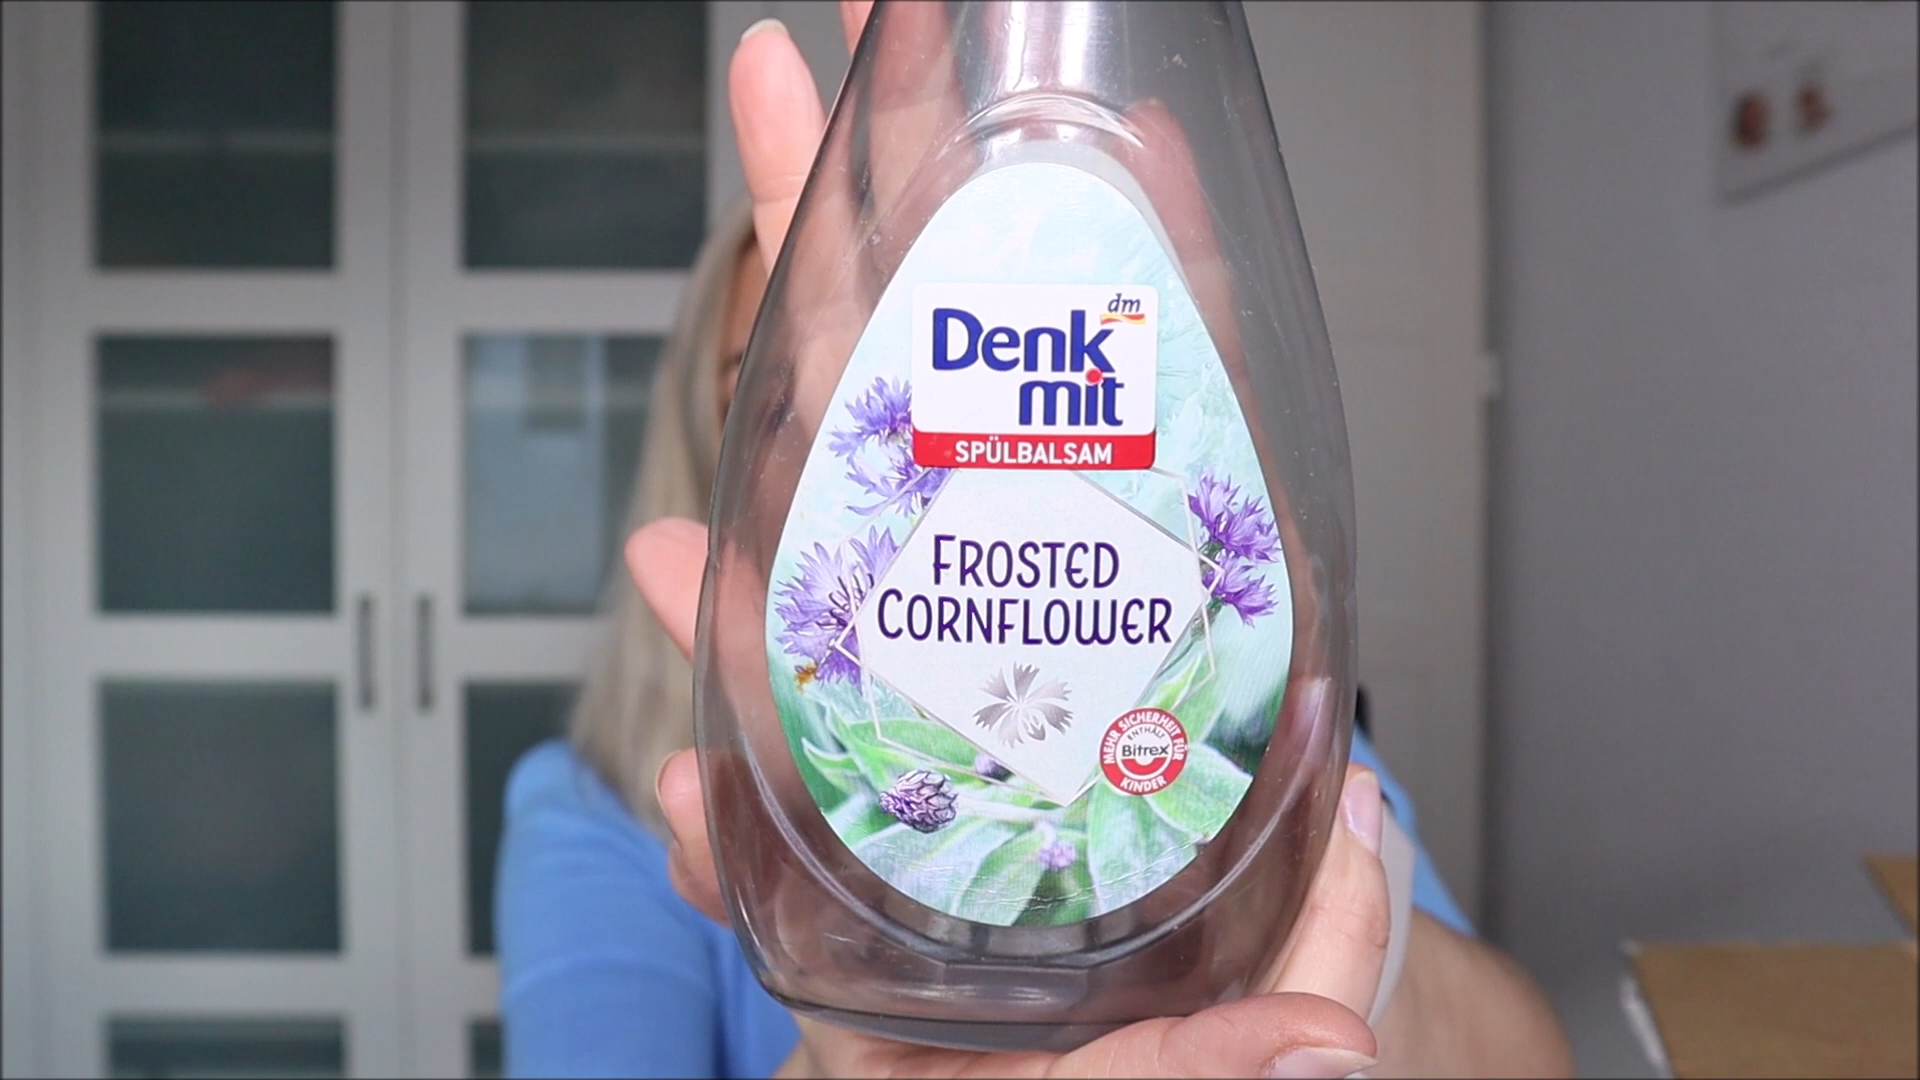 dm
Denk
mit
SPÜLBALSAM
FROSTED
CORNFLOWER
MEHR SICHERHEIT FÜR
ENTHÄLT
Bitrex
KINDER